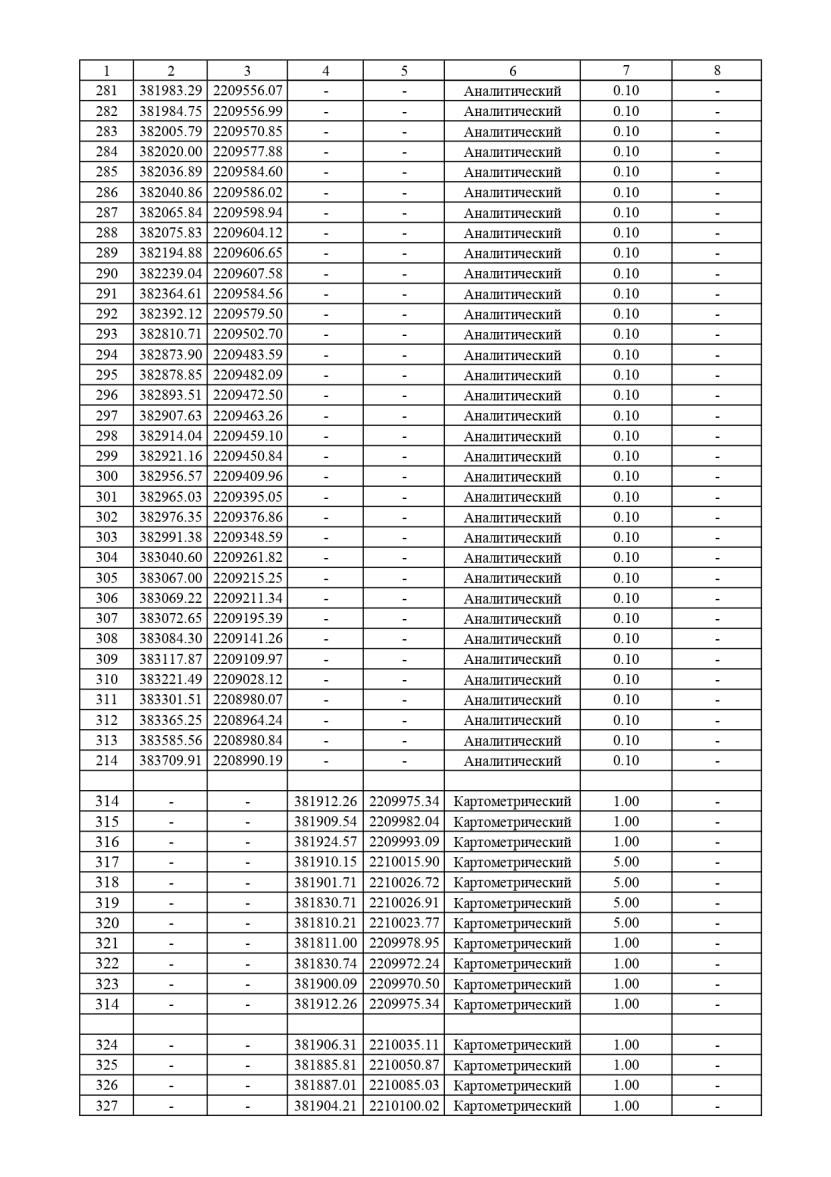 1 2 3 4 5 6 7 8
281 381983.29 2209556.07 - - Аналитический 0.10 -
282 381984.75 2209556.99 - - Аналитический 0.10 -
283 382005.79 2209570.85 - - Аналитический 0.10 -
284 382020.00 2209577.88 - - Аналитический 0.10 -
285 382036.89 2209584.60 - - Аналитический 0.10 -
286 382040.86 2209586.02 - - Аналитический 0.10 -
287 382065.84 2209598.94 - - Аналитический 0.10 -
288 382075.83 2209604.12 - - Аналитический 0.10 -
289 382194.88 2209606.65 - - Аналитический 0.10 -
290 382239.04 2209607.58 - - Аналитический 0.10 -
291 382364.61 2209584.56 - - Аналитический 0.10 -
292 382392.12 2209579.50 - - Аналитический 0.10 -
293 382810.71 2209502.70 - - Аналитический 0.10 -
294 382873.90 2209483.59 - - Аналитический 0.10 -
295 382878.85 2209482.09 - - Аналитический 0.10 -
296 382893.51 2209472.50 - - Аналитический 0.10 -
297 382907.63 2209463.26 - - Аналитический 0.10 -
298 382914.04 2209459.10 - - Аналитический 0.10 -
299 382921.16 2209450.84 - - Аналитический 0.10 -
300 382956.57 2209409.96 - - Аналитический 0.10 -
301 382965.03 2209395.05 - - Аналитический 0.10 -
302 382976.35 2209376.86 - - Аналитический 0.10 -
303 382991.38 2209348.59 - - Аналитический 0.10 -
304 383040.60 2209261.82 - - Аналитический 0.10 -
305 383067.00 2209215.25 - - Аналитический 0.10 -
306 383069.22 2209211.34 - - Аналитический 0.10 -
307 383072.65 2209195.39 - - Аналитический 0.10 -
308 383084.30 2209141.26 - - Аналитический 0.10 -
309 383117.87 2209109.97 - - Аналитический 0.10 -
310 383221.49 2209028.12 - - Аналитический 0.10 -
311 383301.51 2208980.07 - - Аналитический 0.10 -
312 383365.25 2208964.24 - - Аналитический 0.10 -
313 383585.56 2208980.84 - - Аналитический 0.10 -
214 383709.91 2208990.19 - - Аналитический 0.10 -
314 - - 381912.26 2209975.34 Картометрический 1.00 -
315 - - 381909.54 2209982.04 Картометрический 1.00 -
316 - - 381924.57 2209993.09 Картометрический 1.00 -
317 - - 381910.15 2210015.90 Картометрический 5.00 -
318 - - 381901.71 2210026.72 Картометрический 5.00 -
319 - - 381830.71 2210026.91 Картометрический 5.00 -
320 - - 381810.21 2210023.77 Картометрический 5.00 -
321 - - 381811.00 2209978.95 Картометрический 1.00 -
322 - - 381830.74 2209972.24 Картометрический 1.00 -
323 - - 381900.09 2209970.50 Картометрический 1.00 -
314 - - 381912.26 2209975.34 Картометрический 1.00 -
324 - - 381906.31 2210035.11 Картометрический 1.00 -
325 - - 381885.81 2210050.87 Картометрический 1.00 -
326 - - 381887.01 2210085.03 Картометрический 1.00 -
327 - - 381904.21 2210100.02 Картометрический 1.00 -